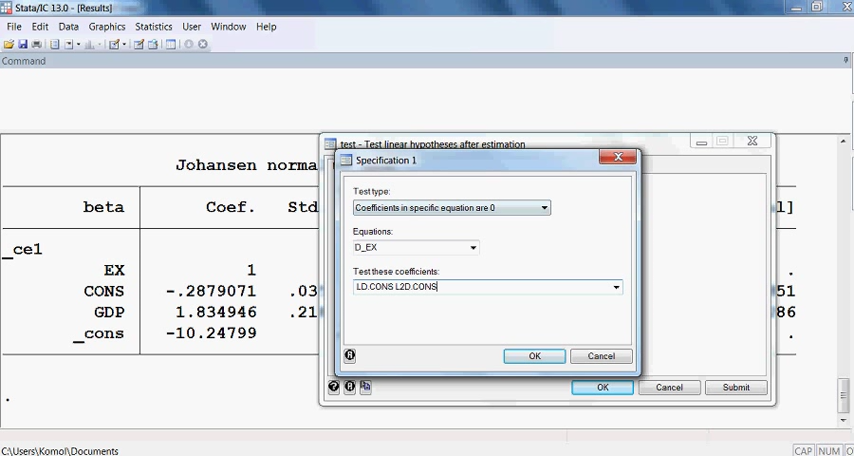 Stata/IC 13.0 - [Results]
File Edit Data Graphics Statistics User Window Help
Command
test - Test linear hypotheses after estimation
Specification 1
Test type:
Coefficients in specific equation are 0
Equations:
D_EX
Test these coefficients:
LD.CONS L2D.CONS
OK Cancel
OK Cancel Submit
Johansen norma
beta Coef. Std l]
_ce1
EX 1 .
CONS -.2879071 .03 51
GDP 1.834946 .21 86
_cons -10.24799 .
.
C:\Users\Komol\Documents
CAP NUM O